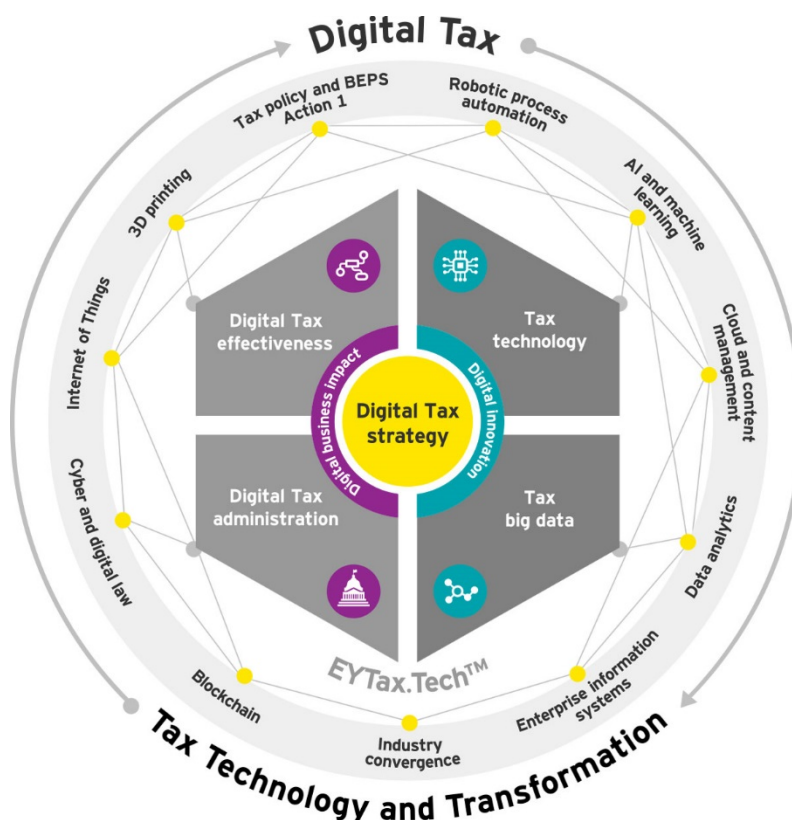 Digital Tax
Tax policy and BEPS
Action 1
Robotic process
automation
3D printing
AI and machine
learning
Internet of Things
Cloud and content
management
Digital Tax
effectiveness
Tax
technology
Digital business impact
Digital Tax
strategy
Digital innovation
Digital Tax
administration
Tax
big data
Cyber and digital law
Data analytics
EYTax.Tech™
Blockchain
Enterprise information
systems
Industry
convergence
Tax Technology and Transformation